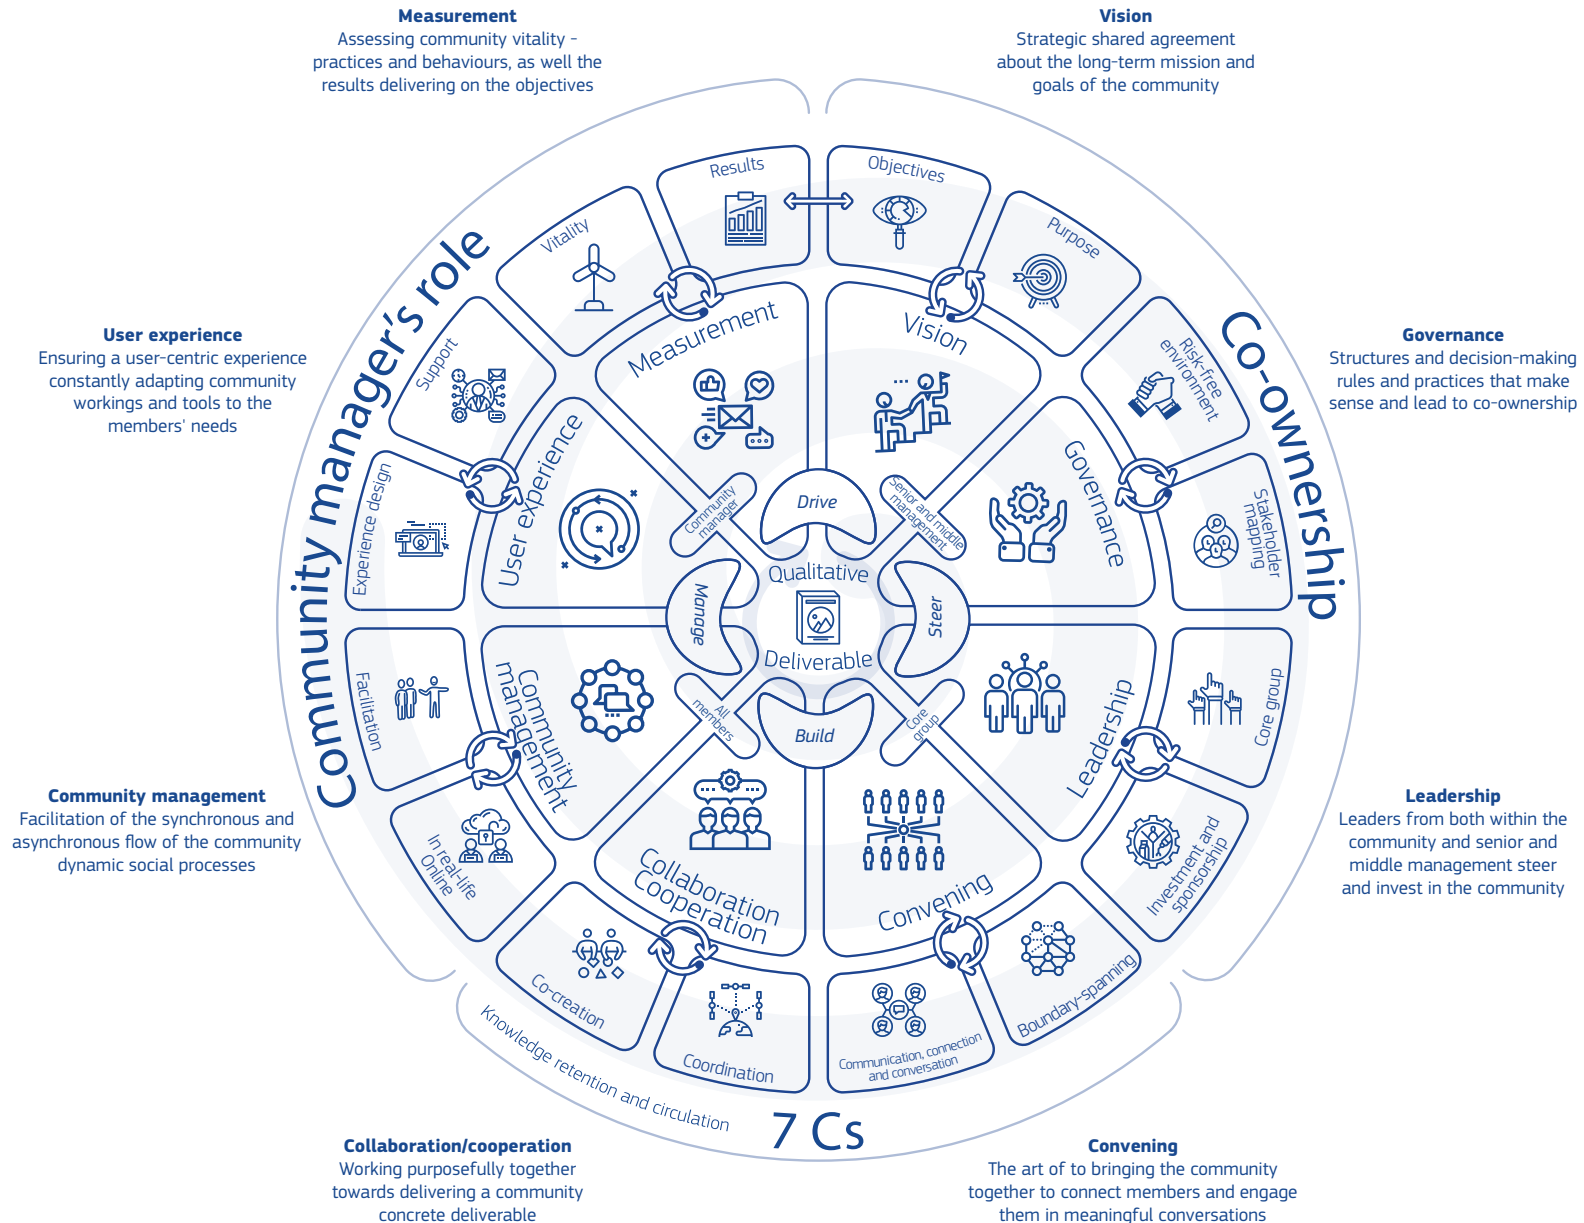 Measurement
Assessing community vitality -
practices and behaviours, as well the
results delivering on the objectives
Vision
Strategic shared agreement
about the long-term mission and
goals of the community
User experience
Ensuring a user-centric experience
constantly adapting community
workings and tools to the
members' needs
Governance
Structures and decision-making
rules and practices that make
sense and lead to co-ownership
Community management
Facilitation of the synchronous and
asynchronous flow of the community
dynamic social processes
Leadership
Leaders from both within the
community and senior and
middle management steer
and invest in the community
Collaboration/cooperation
Working purposefully together
towards delivering a community
concrete deliverable
Convening
The art of to bringing the community
together to connect members and engage
them in meaningful conversations
Community manager's role
Co-ownership
7 Cs
Knowledge retention and circulation
Results
Objectives
Purpose
Risk-free
environment
Stakeholder
mapping
Core group
Investment and
sponsorship
Boundary-spanning
Communication, connection
and conversation
Coordination
Co-creation
In real-life
Online
Facilitation
Experience design
Support
Vitality
Measurement
Vision
Governance
Leadership
Convening
Collaboration
Cooperation
Community
management
User experience
Community
manager
Drive
Senior and middle
management
Steer
Core
group
Build
All
members
Manage
Qualitative
Deliverable